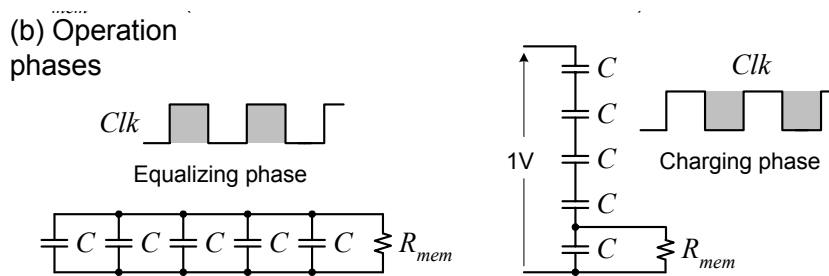 (b) Operation
phases
Clk
Equalizing phase
C C C C C R_mem
Clk
C
C
C
C
1V
Charging phase
C
R_mem